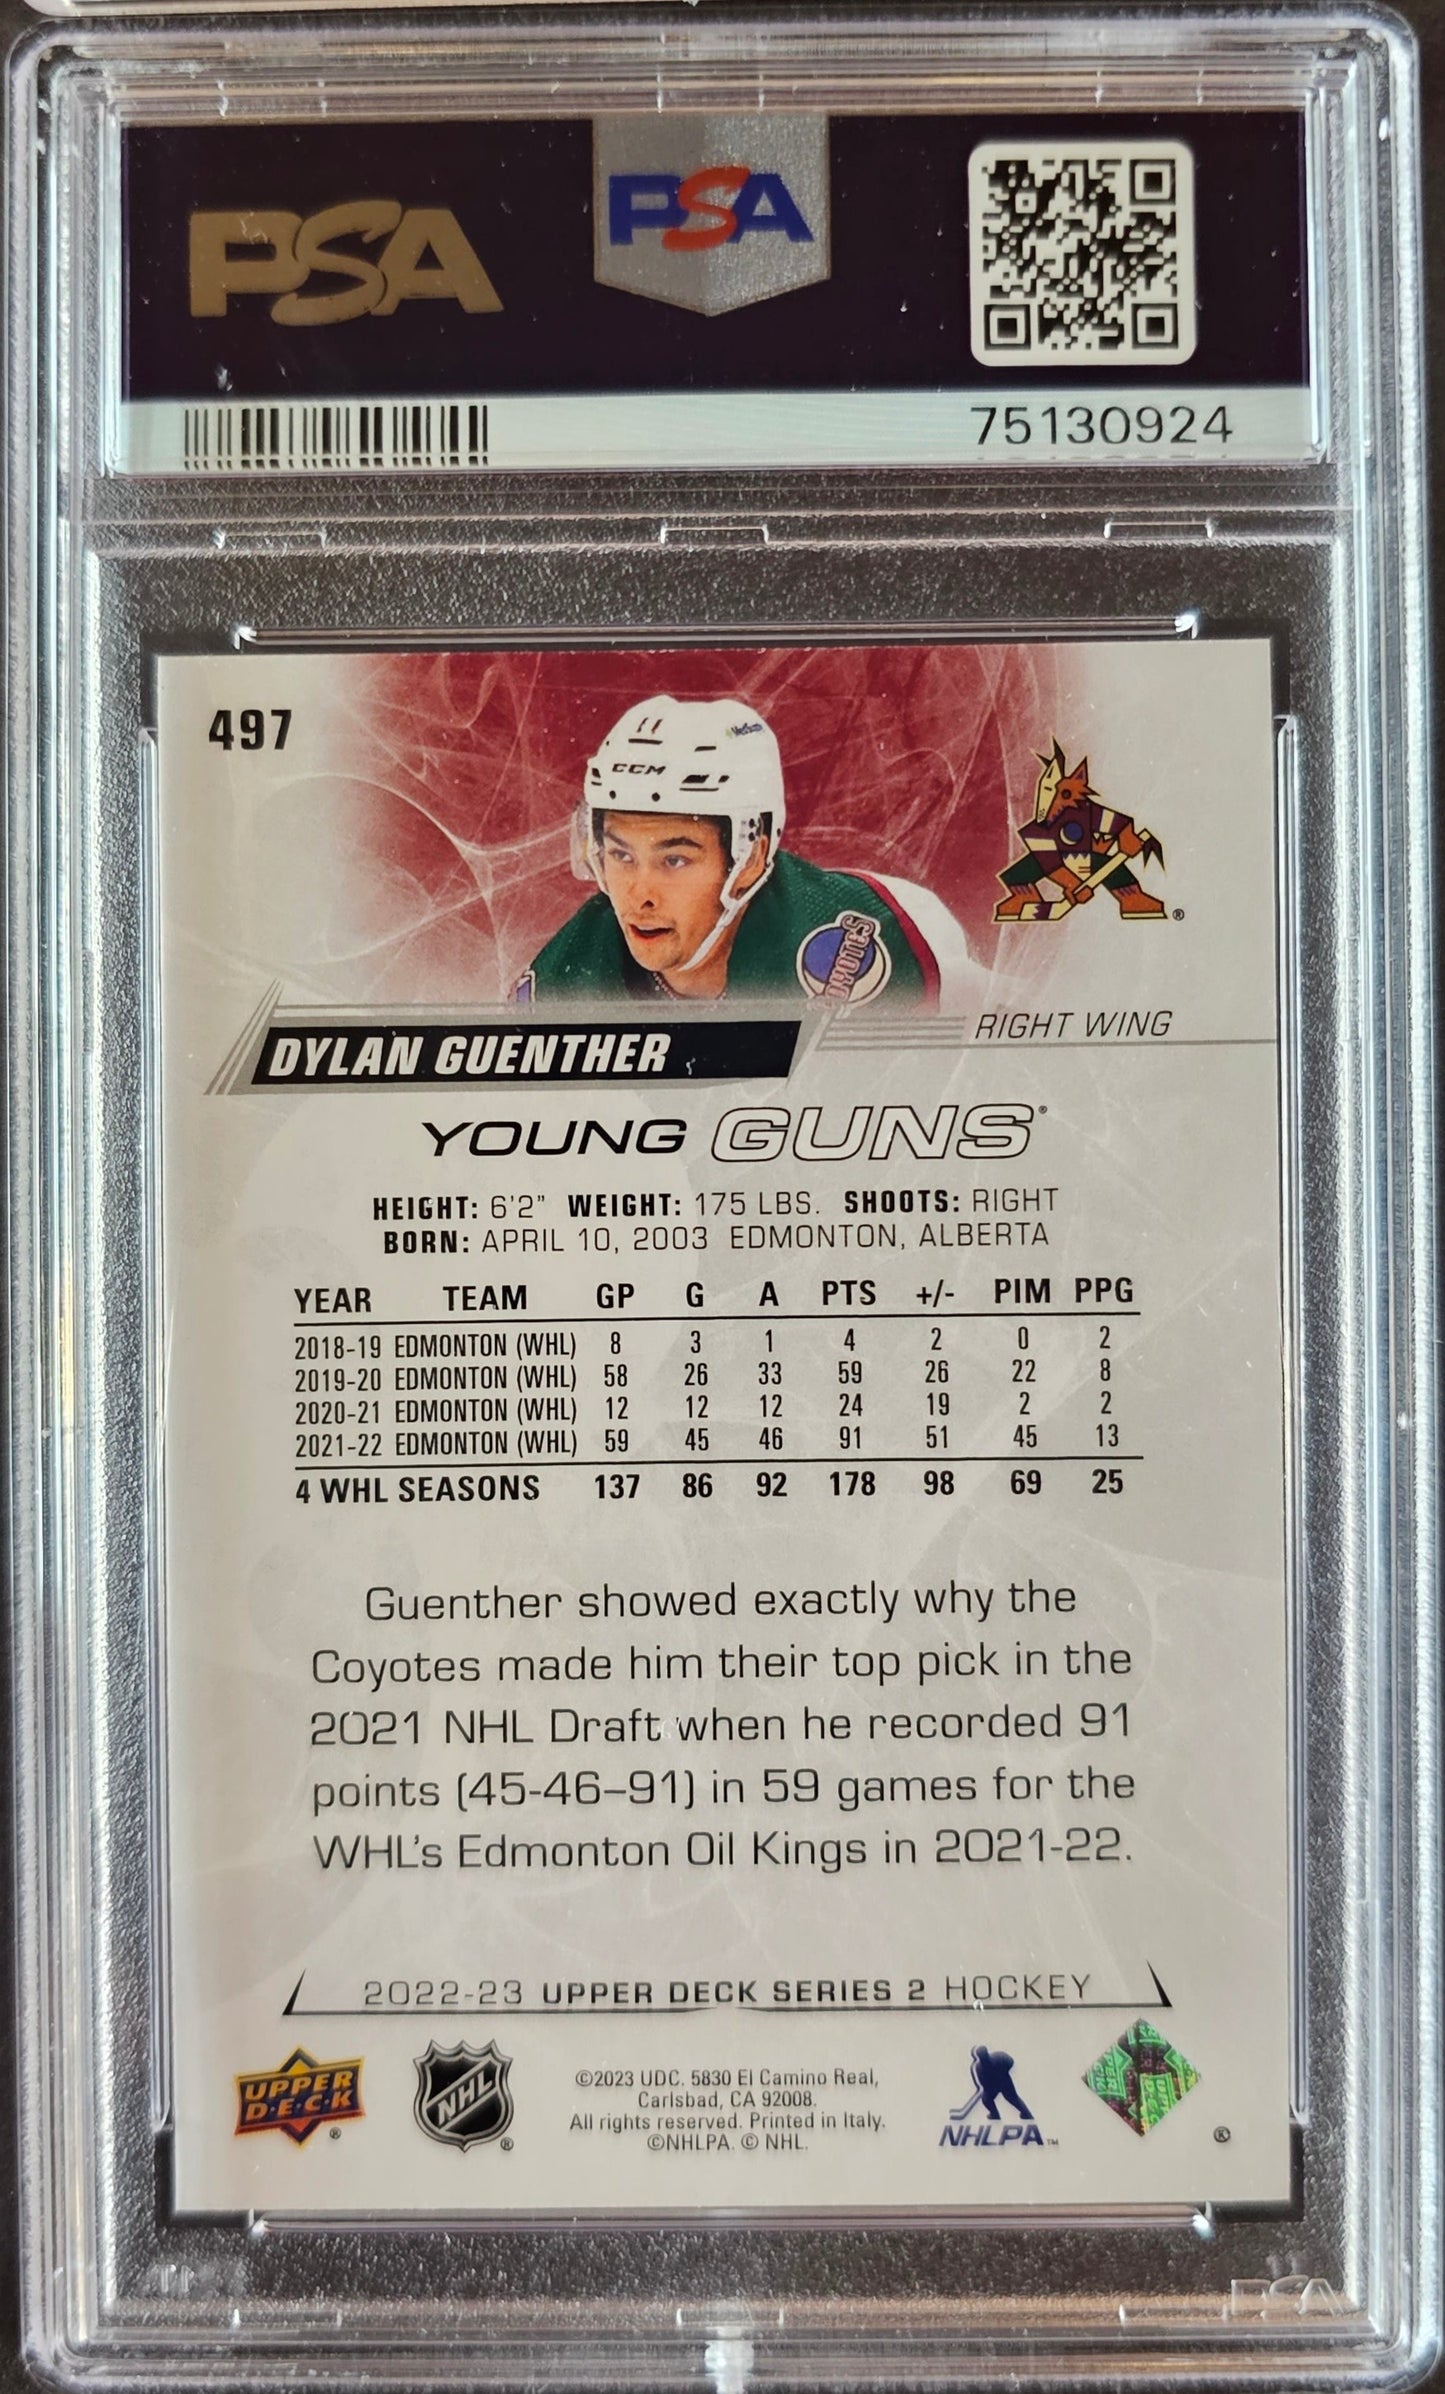 PSA
PSA
75130924
497
11
CCM
Verizon
COYOTES
®
RIGHT WING
DYLAN GUENTHER
YOUNG GUNS®
HEIGHT: 6'2" WEIGHT: 175 LBS. SHOOTS: RIGHT
BORN: APRIL 10, 2003 EDMONTON, ALBERTA
YEAR TEAM GP G A PTS +/- PIM PPG
2018-19 EDMONTON (WHL) 8 3 1 4 2 0 2
2019-20 EDMONTON (WHL) 58 26 33 59 26 22 8
2020-21 EDMONTON (WHL) 12 12 12 24 19 2 2
2021-22 EDMONTON (WHL) 59 45 46 91 51 45 13
4 WHL SEASONS 137 86 92 178 98 69 25
Guenther showed exactly why the
Coyotes made him their top pick in the
2021 NHL Draft when he recorded 91
points (45-46–91) in 59 games for the
WHL's Edmonton Oil Kings in 2021-22.
2022-23 UPPER DECK SERIES 2 HOCKEY
UPPER
DECK
®
NHL
®
©2023 UDC. 5830 El Camino Real,
Carlsbad, CA 92008.
All rights reserved. Printed in Italy.
©NHLPA. © NHL.
NHLPA™
®
PSA